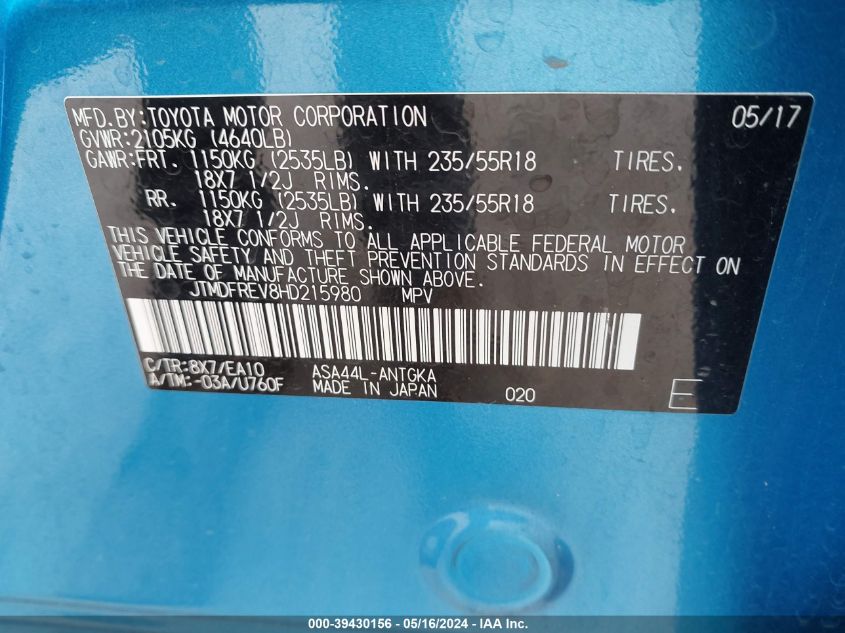 MFD.BY:TOYOTA MOTOR CORPORATION 05/17
GVWR:2105KG (4640LB)
GAWR:FRT. 1150KG (2535LB) WITH 235/55R18 TIRES.
18X7 1/2J RIMS.
RR. 1150KG (2535LB) WITH 235/55R18 TIRES.
18X7 1/2J RIMS.
THIS VEHICLE CONFORMS TO ALL APPLICABLE FEDERAL MOTOR
VEHICLE SAFETY AND THEFT PREVENTION STANDARDS IN EFFECT ON
THE DATE OF MANUFACTURE SHOWN ABOVE.
JTMDFREV8HD215980 MPV
C/TR:8X7/EA10 ASA44L-ANTGKA
A/TM:-03A/U760F MADE IN JAPAN 020 E
000-39430156 - 05/16/2024 - IAA Inc.